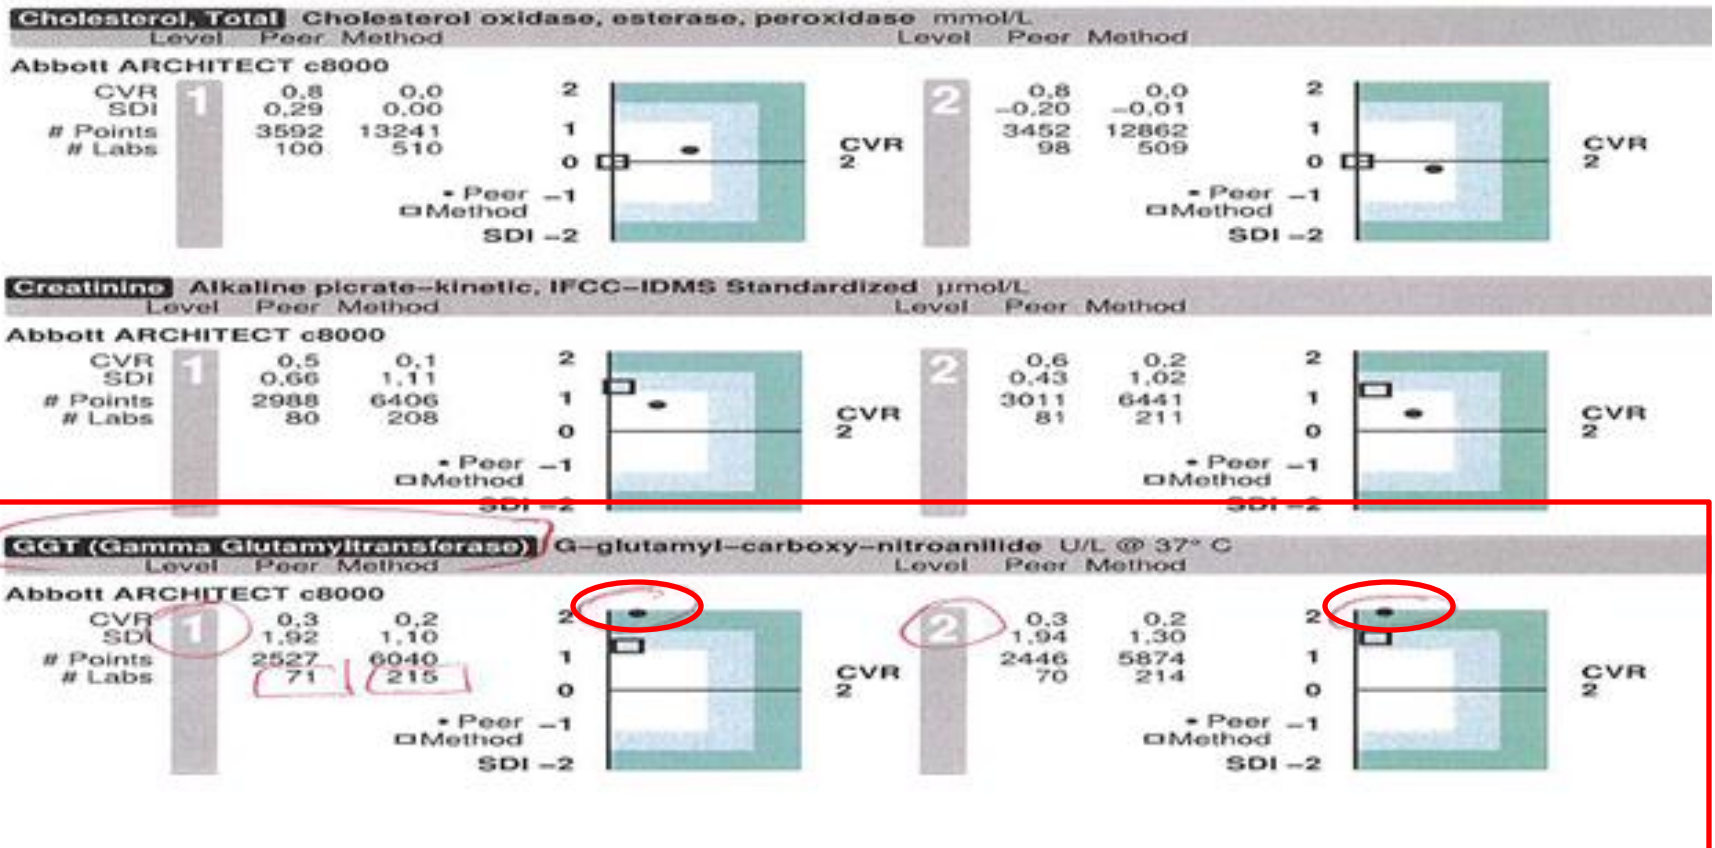 Cholesterol, Total Cholesterol oxidase, esterase, peroxidase mmol/L
Level Peer Method Level Peer Method
Abbott ARCHITECT c8000
CVR 1 0,8 0,0 2 2 0,8 0,0 2
SDI 0,29 0,00 -0,20 -0,01
# Points 3592 13241 1 3452 12862 1
# Labs 100 510 CVR 98 509 CVR
0 2 0 2
• Peer -1 • Peer -1
□ Method □ Method
SDI -2 SDI -2
Creatinine Alkaline picrate-kinetic, IFCC-IDMS Standardized µmol/L
Level Peer Method Level Peer Method
Abbott ARCHITECT c8000
CVR 1 0,5 0,1 2 2 0,6 0,2 2
SDI 0,66 1,11 0,43 1,02
# Points 2988 6406 1 3011 6441 1
# Labs 80 208 CVR 81 211 CVR
0 2 0 2
• Peer -1 • Peer -1
□ Method □ Method
SDI -2 SDI -2
GGT (Gamma Glutamyltransferase) G-glutamyl-carboxy-nitroanilide U/L @ 37° C
Level Peer Method Level Peer Method
Abbott ARCHITECT c8000
CVR 1 0,3 0,2 2 2 0,3 0,2 2
SDI 1,92 1,10 1,94 1,30
# Points 2527 6040 1 2446 5874 1
# Labs 71 215 CVR 70 214 CVR
0 2 0 2
• Peer -1 • Peer -1
□ Method □ Method
SDI -2 SDI -2